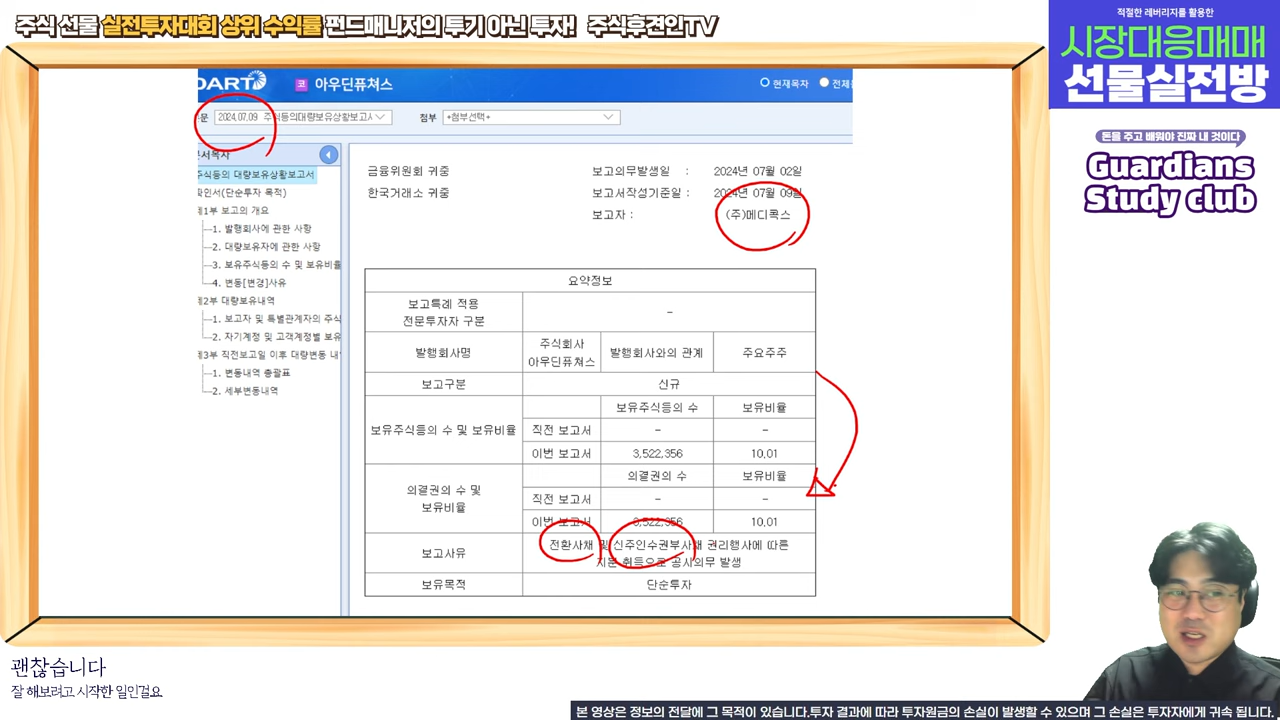 주식 선물 실전투자대회 상위 수익률 펀드매니저의 투기 아닌 투자! 주식후견인TV
적절한 레버리지를 활용한
시장대응매매
선물실전방
돈을 주고 배워야 진짜 내 것이다
Guardians
Study club
DART
코 아우딘퓨쳐스
현재목차
2024.07.09 주식등의대량보유상황보고서
첨부 +첨부선택+
문서목차
주식등의 대량보유상황보고서
확인서(단순투자 목적)
제1부 보고의 개요
1. 발행회사에 관한 사항
2. 대량보유자에 관한 사항
3. 보유주식등의 수 및 보유비율
4. 변동[변경]사유
제2부 대량보유내역
1. 보고자 및 특별관계자의 주식
2. 자기계정 및 고객계정별 보유
제3부 직전보고일 이후 대량변동 내
1. 변동내역 총괄표
2. 세부변동내역
금융위원회 귀중
한국거래소 귀중
보고의무발생일 : 2024년 07월 02일
보고서작성기준일 : 2024년 07월 09일
보고자 : (주)메디콕스
요약정보
보고특례 적용 전문투자자 구분 -
발행회사명 주식회사 아우딘퓨쳐스 발행회사와의 관계 주요주주
보고구분 신규
보유주식등의 수 및 보유비율 보유주식등의 수 보유비율
직전 보고서 - -
이번 보고서 3,522,356 10.01
의결권의 수 및 보유비율 의결권의 수 보유비율
직전 보고서 - -
이번 보고서 3,522,356 10.01
보고사유 전환사채 및 신주인수권부사채 권리행사에 따른
지분 취득으로 공시의무 발생
보유목적 단순투자
괜찮습니다
잘 해보려고 시작한 일인걸요
본 영상은 정보의 전달에 그 목적이 있습니다.투자 결과에 따라 투자원금의 손실이 발생할 수 있으며 그 손실은 투자자에게 귀속 됩니다.